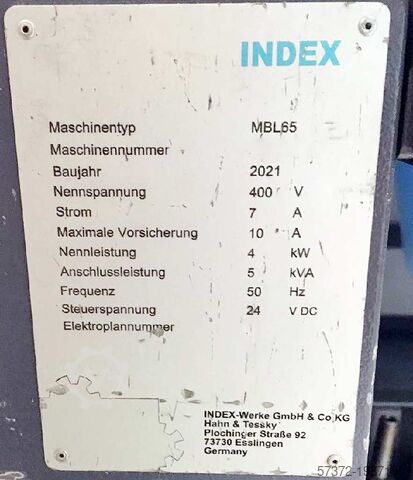 INDEX
Maschinentyp MBL65
Maschinennummer
Baujahr 2021
Nennspannung 400 V
Strom 7 A
Maximale Vorsicherung 10 A
Nennleistung 4 kW
Anschlussleistung 5 kVA
Frequenz 50 Hz
Steuerspannung 24 V DC
Elektroplannummer
INDEX-Werke GmbH & Co KG
Hahn & Tessky
Plochinger Straße 92
73730 Esslingen
Germany